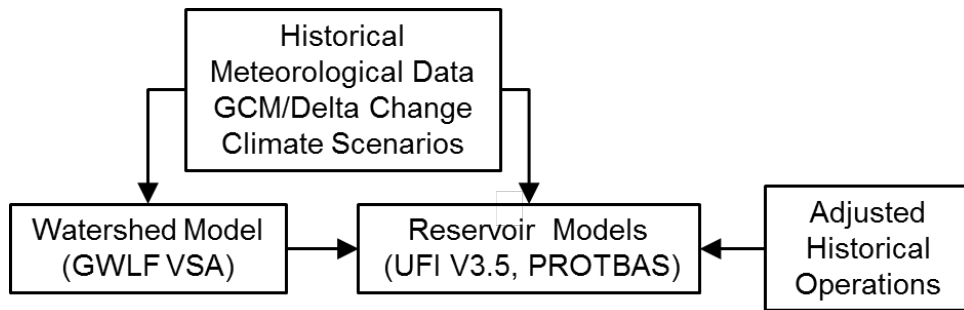 Historical
Meteorological Data
GCM/Delta Change
Climate Scenarios
Watershed Model
(GWLF VSA)
Reservoir Models
(UFI V3.5, PROTBAS)
Adjusted
Historical
Operations